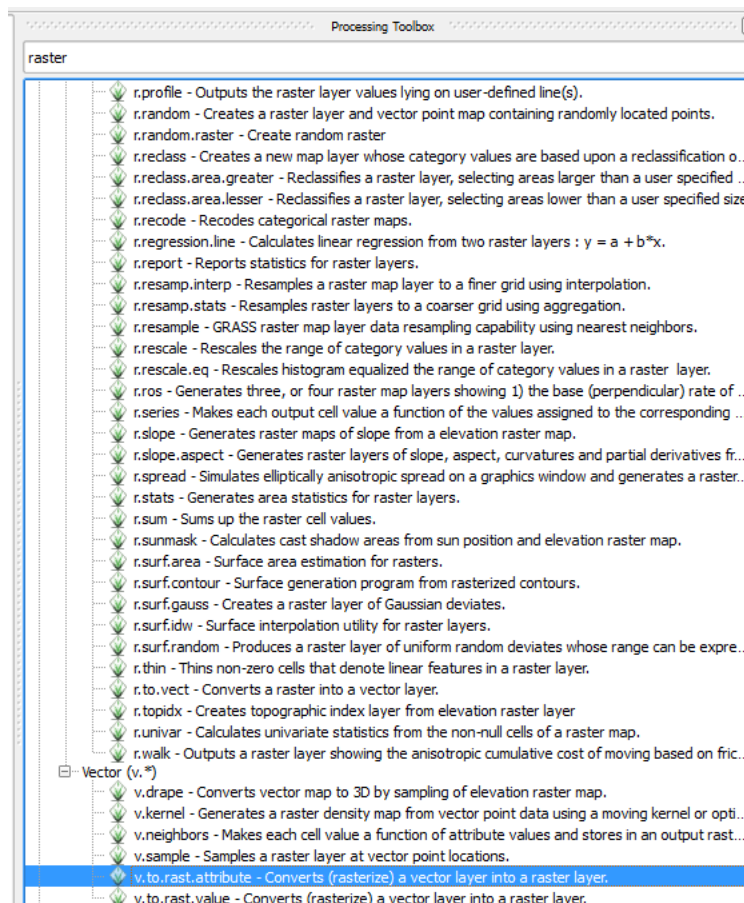 Processing Toolbox
raster
r.profile - Outputs the raster layer values lying on user-defined line(s).
r.random - Creates a raster layer and vector point map containing randomly located points.
r.random.raster - Create random raster
r.reclass - Creates a new map layer whose category values are based upon a reclassification o...
r.reclass.area.greater - Reclassifies a raster layer, selecting areas larger than a user specified ...
r.reclass.area.lesser - Reclassifies a raster layer, selecting areas lower than a user specified size
r.recode - Recodes categorical raster maps.
r.regression.line - Calculates linear regression from two raster layers : y = a + b*x.
r.report - Reports statistics for raster layers.
r.resamp.interp - Resamples a raster map layer to a finer grid using interpolation.
r.resamp.stats - Resamples raster layers to a coarser grid using aggregation.
r.resample - GRASS raster map layer data resampling capability using nearest neighbors.
r.rescale - Rescales the range of category values in a raster layer.
r.rescale.eq - Rescales histogram equalized the range of category values in a raster  layer.
r.ros - Generates three, or four raster map layers showing 1) the base (perpendicular) rate of ...
r.series - Makes each output cell value a function of the values assigned to the corresponding ...
r.slope - Generates raster maps of slope from a elevation raster map.
r.slope.aspect - Generates raster layers of slope, aspect, curvatures and partial derivatives fr...
r.spread - Simulates elliptically anisotropic spread on a graphics window and generates a raster...
r.stats - Generates area statistics for raster layers.
r.sum - Sums up the raster cell values.
r.sunmask - Calculates cast shadow areas from sun position and elevation raster map.
r.surf.area - Surface area estimation for rasters.
r.surf.contour - Surface generation program from rasterized contours.
r.surf.gauss - Creates a raster layer of Gaussian deviates.
r.surf.idw - Surface interpolation utility for raster layers.
r.surf.random - Produces a raster layer of uniform random deviates whose range can be expre...
r.thin - Thins non-zero cells that denote linear features in a raster layer.
r.to.vect - Converts a raster into a vector layer.
r.topidx - Creates topographic index layer from elevation raster layer
r.univar - Calculates univariate statistics from the non-null cells of a raster map.
r.walk - Outputs a raster layer showing the anisotropic cumulative cost of moving based on fric...
Vector (v.*)
v.drape - Converts vector map to 3D by sampling of elevation raster map.
v.kernel - Generates a raster density map from vector point data using a moving kernel or opti...
v.neighbors - Makes each cell value a function of attribute values and stores in an output rast...
v.sample - Samples a raster layer at vector point locations.
v.to.rast.attribute - Converts (rasterize) a vector layer into a raster layer.
v.to.rast.value - Converts (rasterize) a vector layer into a raster layer.